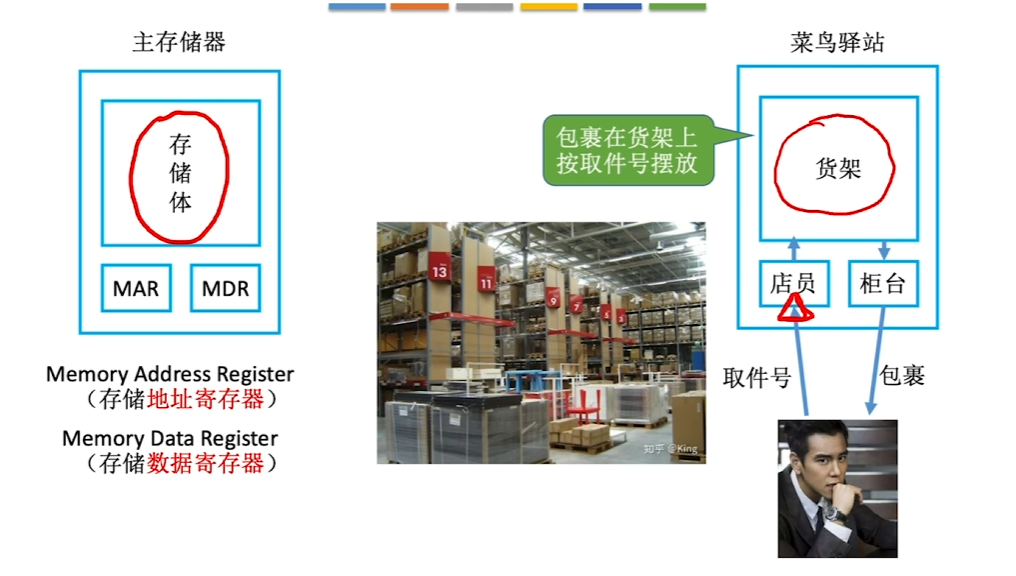 主存储器
存
储
体
MAR
MDR
Memory Address Register
（存储地址寄存器）
Memory Data Register
（存储数据寄存器）
包裹在货架上
按取件号摆放
13
11
9
7
5
3
知乎 @King
菜鸟驿站
货架
店员
柜台
取件号
包裹